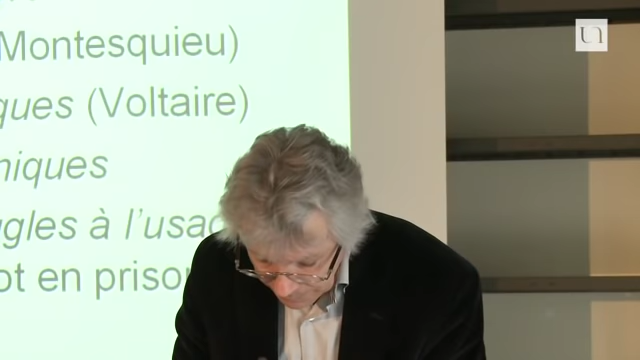 Montesquieu)
ques (Voltaire)
niques
gles à l'usa
ot en prison